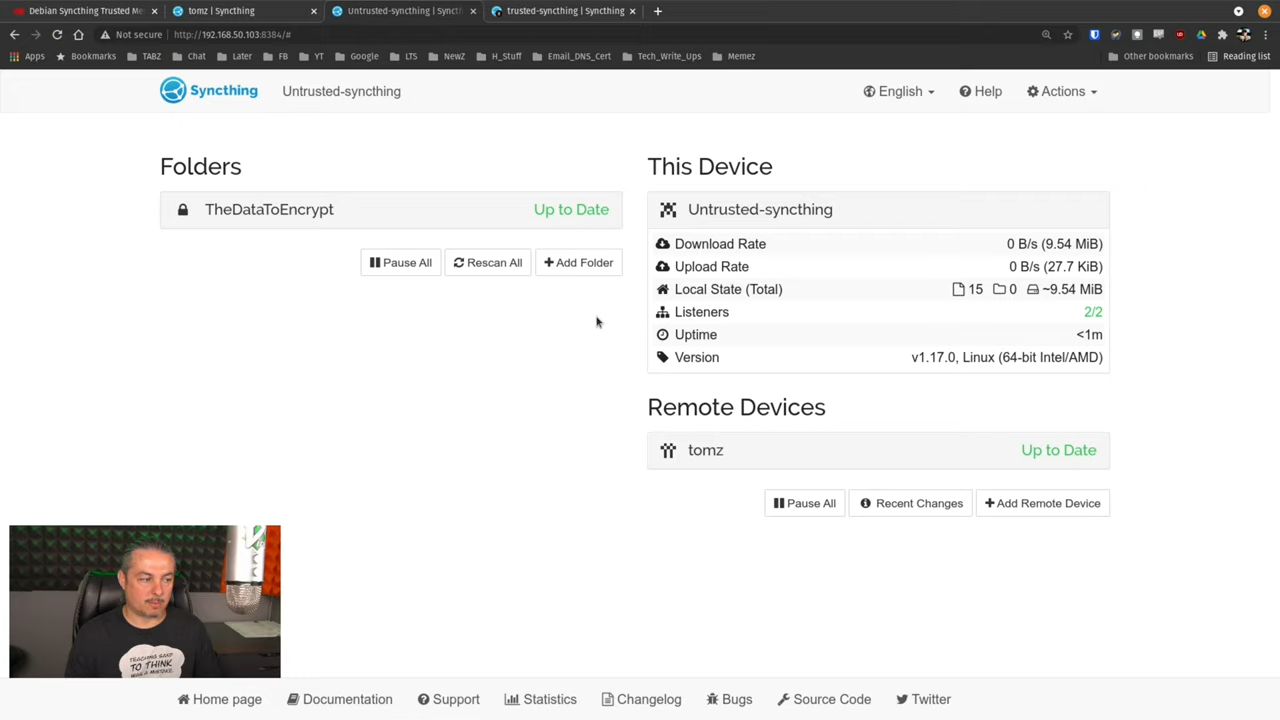 Debian Syncthing Trusted Me
tomz | Syncthing
Untrusted-syncthing | Syncth
trusted-syncthing | Syncthing
Not secure
http://192.168.50.103:8384/#
Apps
Bookmarks
TABZ
Chat
Later
FB
YT
Google
LTS
NewZ
H_Stuff
Email_DNS_Cert
Tech_Write_Ups
Memez
Other bookmarks
Reading list
Syncthing
Untrusted-syncthing
English
Help
Actions
Folders
TheDataToEncrypt Up to Date
Pause All
Rescan All
Add Folder
This Device
Untrusted-syncthing
Download Rate 0 B/s (9.54 MiB)
Upload Rate 0 B/s (27.7 KiB)
Local State (Total) 15 0 ~9.54 MiB
Listeners 2/2
Uptime <1m
Version v1.17.0, Linux (64-bit Intel/AMD)
Remote Devices
tomz Up to Date
Pause All
Recent Changes
Add Remote Device
TO THINK
Home page
Documentation
Support
Statistics
Changelog
Bugs
Source Code
Twitter